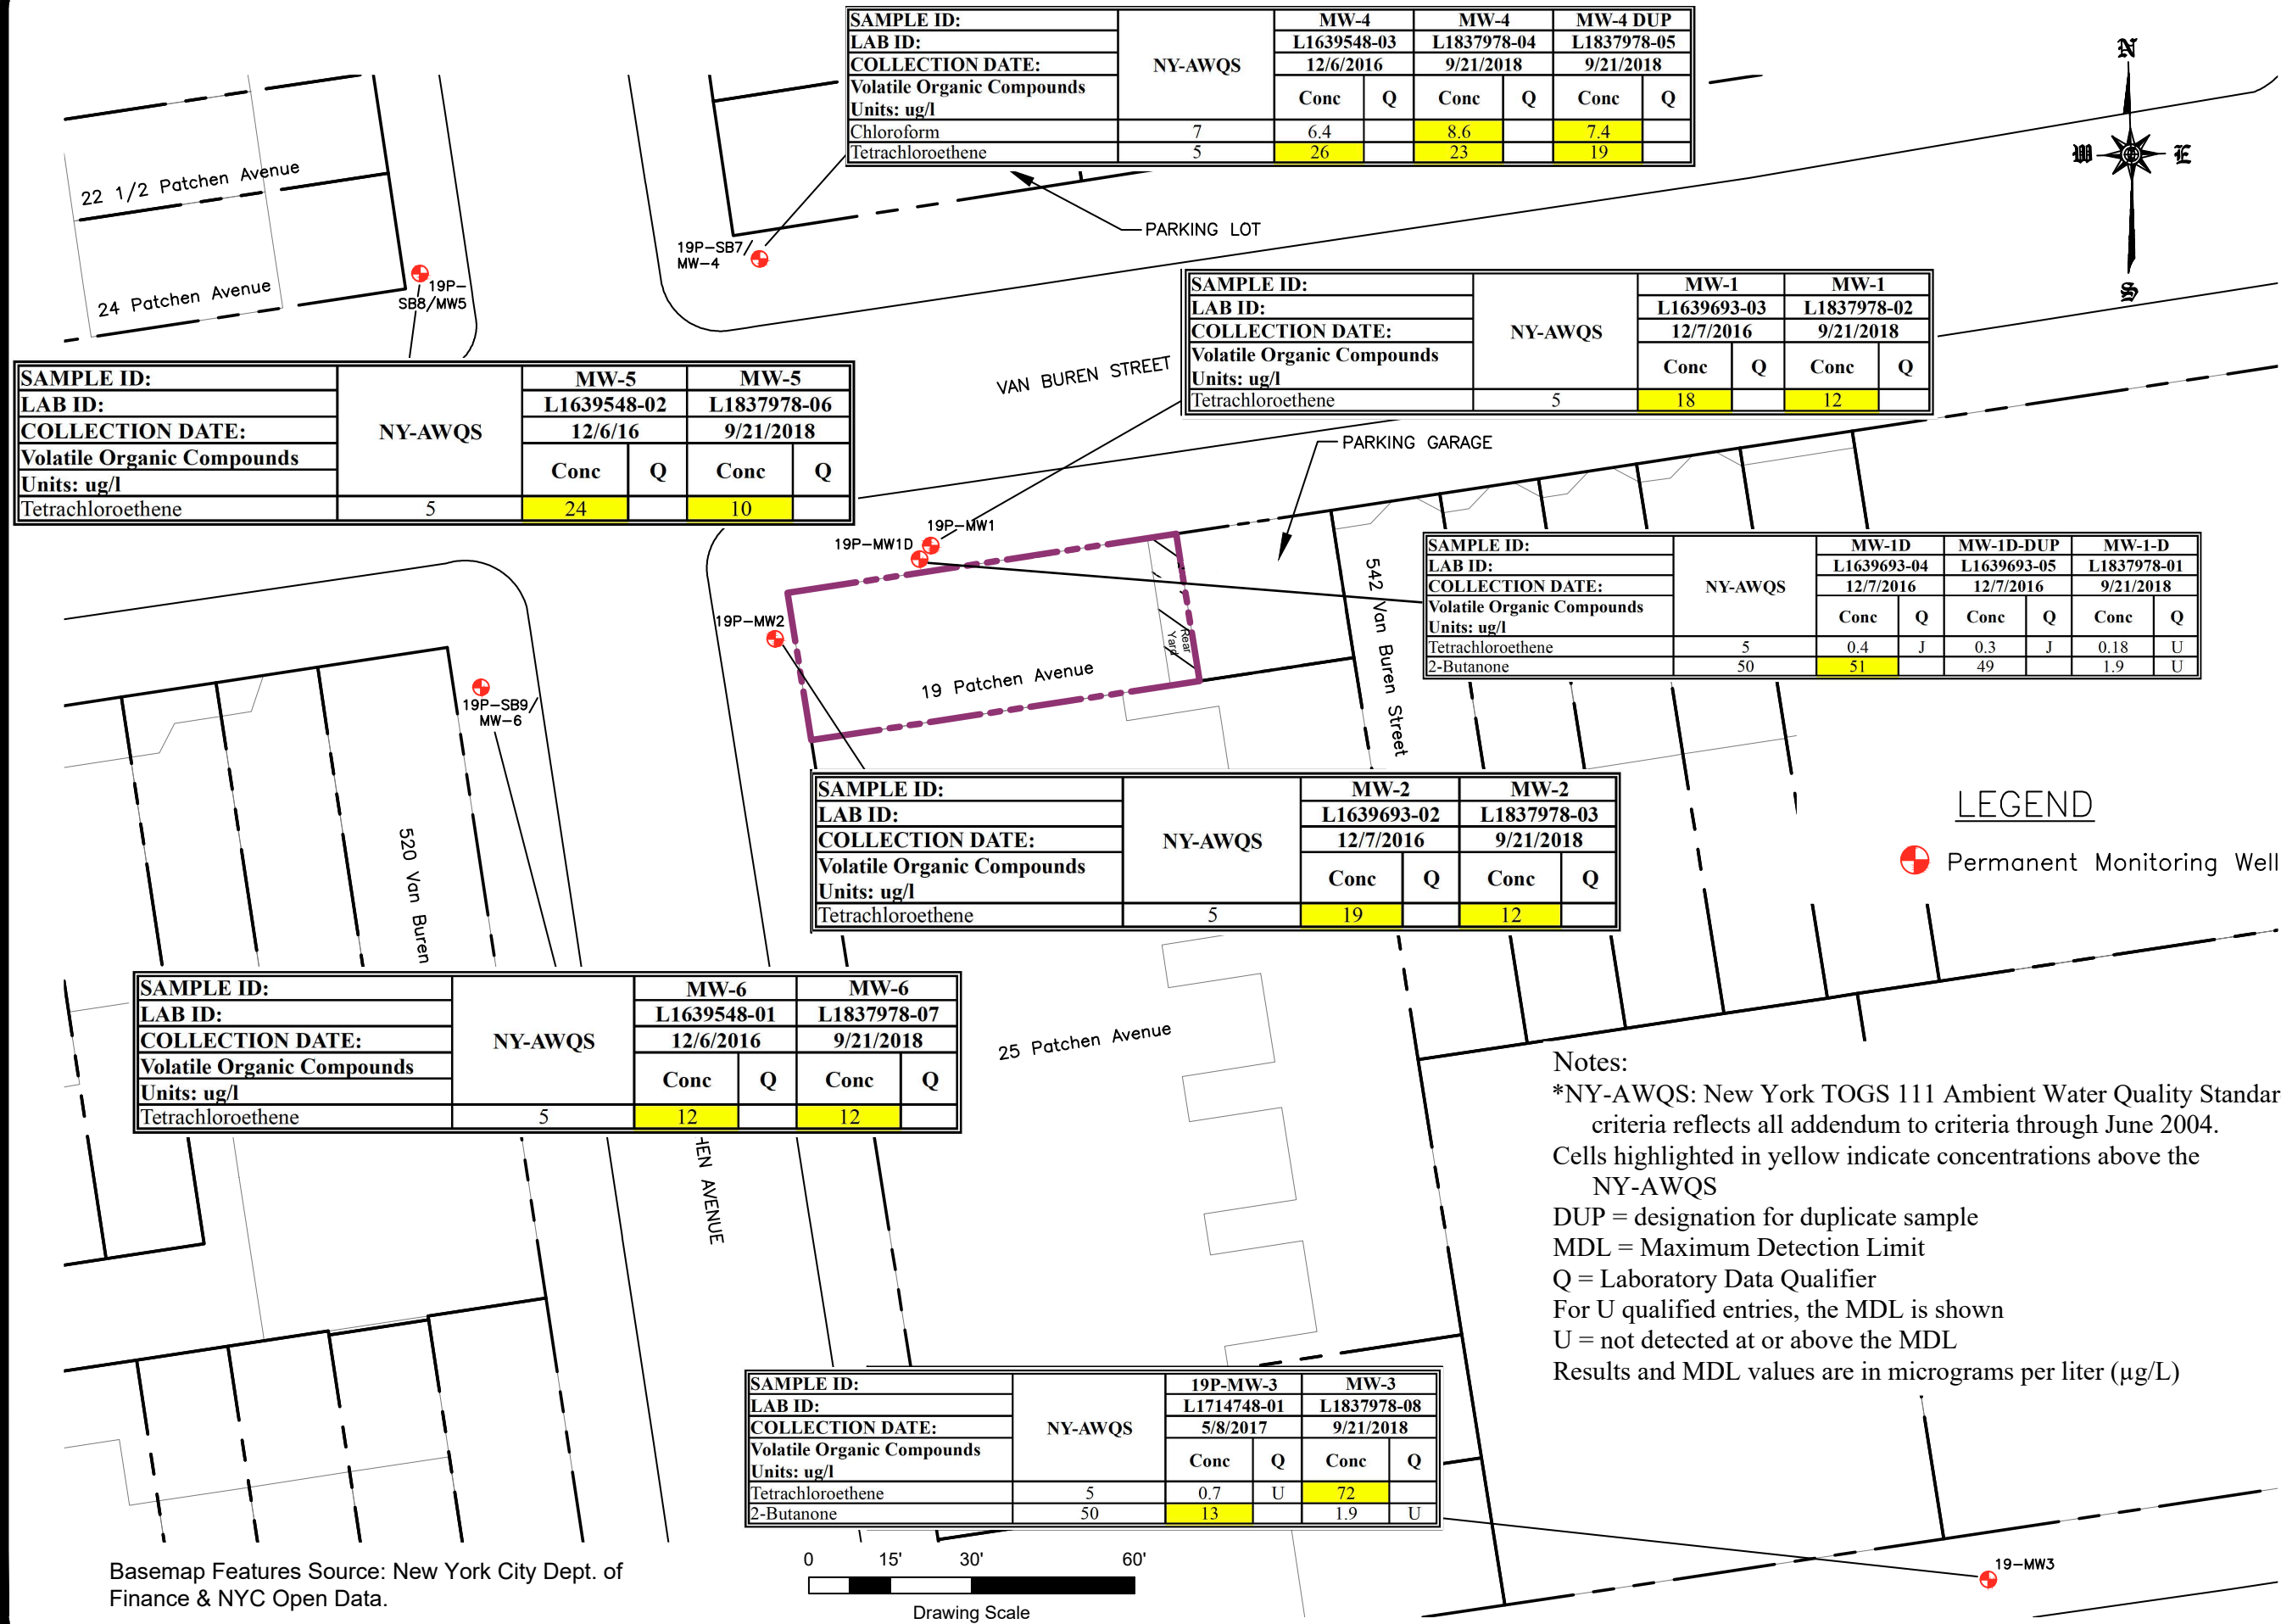 SAMPLE ID: NY-AWQS MW-4 MW-4 MW-4 DUP
LAB ID: L1639548-03 L1837978-04 L1837978-05
COLLECTION DATE: 12/6/2016 9/21/2018 9/21/2018
Volatile Organic Compounds
Units: ug/l Conc Q Conc Q Conc Q
Chloroform 7 6.4 8.6 7.4
Tetrachloroethene 5 26 23 19
N
W E
S
22 1/2 Patchen Avenue
24 Patchen Avenue
19P-
SB8/MW5
19P-SB7/
MW-4
PARKING LOT
SAMPLE ID: NY-AWQS MW-1 MW-1
LAB ID: L1639693-03 L1837978-02
COLLECTION DATE: 12/7/2016 9/21/2018
Volatile Organic Compounds
Units: ug/l Conc Q Conc Q
Tetrachloroethene 5 18 12
VAN BUREN STREET
SAMPLE ID: NY-AWQS MW-5 MW-5
LAB ID: L1639548-02 L1837978-06
COLLECTION DATE: 12/6/16 9/21/2018
Volatile Organic Compounds
Units: ug/l Conc Q Conc Q
Tetrachloroethene 5 24 10
PARKING GARAGE
19P-MW1
19P-MW1D
19P-MW2
19 Patchen Avenue
Rear
Yard
542 Van Buren Street
SAMPLE ID: NY-AWQS MW-1D MW-1D-DUP MW-1-D
LAB ID: L1639693-04 L1639693-05 L1837978-01
COLLECTION DATE: 12/7/2016 12/7/2016 9/21/2018
Volatile Organic Compounds
Units: ug/l Conc Q Conc Q Conc Q
Tetrachloroethene 5 0.4 J 0.3 J 0.18 U
2-Butanone 50 51 49 1.9 U
19P-SB9/
MW-6
520 Van Buren
SAMPLE ID: NY-AWQS MW-2 MW-2
LAB ID: L1639693-02 L1837978-03
COLLECTION DATE: 12/7/2016 9/21/2018
Volatile Organic Compounds
Units: ug/l Conc Q Conc Q
Tetrachloroethene 5 19 12
LEGEND
Permanent Monitoring Well
SAMPLE ID: NY-AWQS MW-6 MW-6
LAB ID: L1639548-01 L1837978-07
COLLECTION DATE: 12/6/2016 9/21/2018
Volatile Organic Compounds
Units: ug/l Conc Q Conc Q
Tetrachloroethene 5 12 12
25 Patchen Avenue
HEN AVENUE
Notes:
*NY-AWQS: New York TOGS 111 Ambient Water Quality Standar
criteria reflects all addendum to criteria through June 2004.
Cells highlighted in yellow indicate concentrations above the
NY-AWQS
DUP = designation for duplicate sample
MDL = Maximum Detection Limit
Q = Laboratory Data Qualifier
For U qualified entries, the MDL is shown
U = not detected at or above the MDL
Results and MDL values are in micrograms per liter (µg/L)
SAMPLE ID: NY-AWQS 19P-MW-3 MW-3
LAB ID: L1714748-01 L1837978-08
COLLECTION DATE: 5/8/2017 9/21/2018
Volatile Organic Compounds
Units: ug/l Conc Q Conc Q
Tetrachloroethene 5 0.7 U 72
2-Butanone 50 13 1.9 U
19-MW3
Basemap Features Source: New York City Dept. of
Finance & NYC Open Data.
0 15' 30' 60'
Drawing Scale